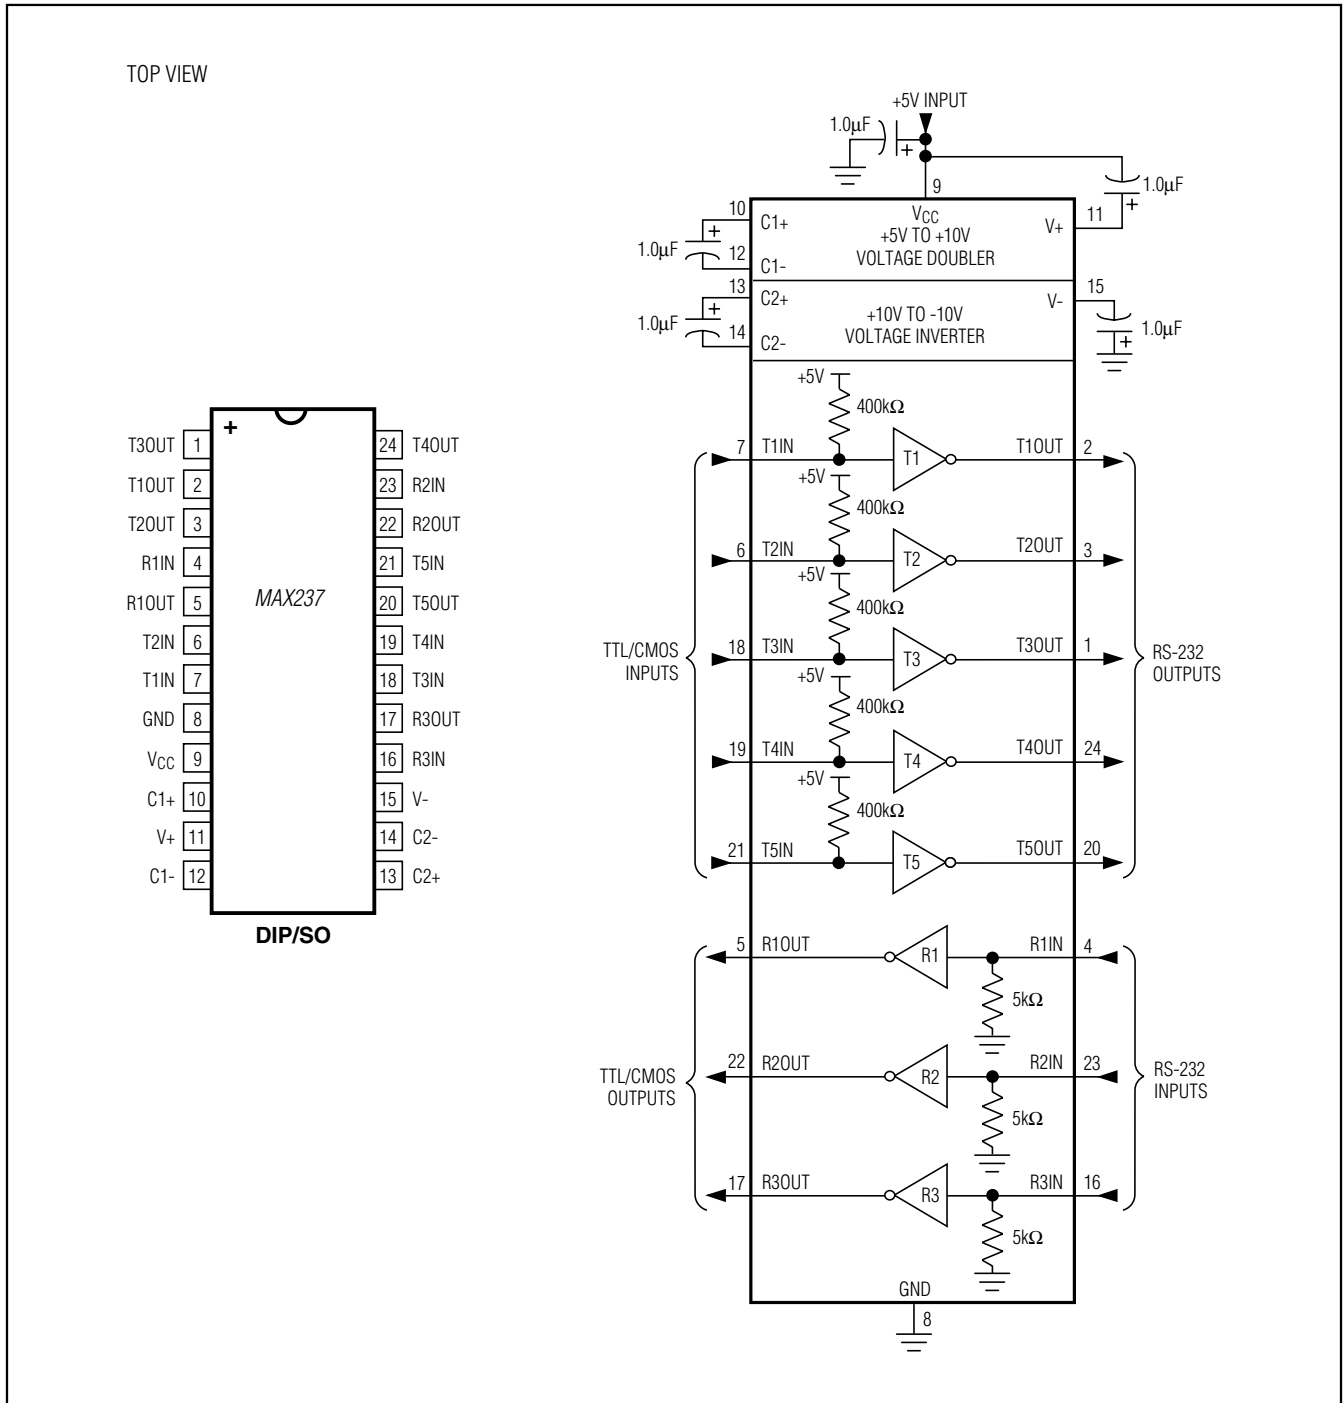 TOP VIEW
+5V INPUT
1.0μF
+
9
1.0μF
+
10
C1+
VCC
+5V TO +10V
VOLTAGE DOUBLER
V+
11
1.0μF
+
12
C1-
13
C2+
+10V TO -10V
VOLTAGE INVERTER
V-
15
1.0μF
+
14
C2-
1.0μF
+
+5V
400kΩ
7
T1IN
T1
T1OUT
2
+5V
400kΩ
6
T2IN
T2
T2OUT
3
+5V
400kΩ
TTL/CMOS
INPUTS
18
T3IN
T3
T3OUT
1
RS-232
OUTPUTS
+5V
400kΩ
19
T4IN
T4
T4OUT
24
+5V
400kΩ
21
T5IN
T5
T5OUT
20
5
R1OUT
R1
R1IN
4
5kΩ
TTL/CMOS
OUTPUTS
22
R2OUT
R2
R2IN
23
RS-232
INPUTS
5kΩ
17
R3OUT
R3
R3IN
16
5kΩ
GND
8
+
MAX237
T3OUT 1
T1OUT 2
T2OUT 3
R1IN 4
R1OUT 5
T2IN 6
T1IN 7
GND 8
VCC 9
C1+ 10
V+ 11
C1- 12
24 T4OUT
23 R2IN
22 R2OUT
21 T5IN
20 T5OUT
19 T4IN
18 T3IN
17 R3OUT
16 R3IN
15 V-
14 C2-
13 C2+
DIP/SO